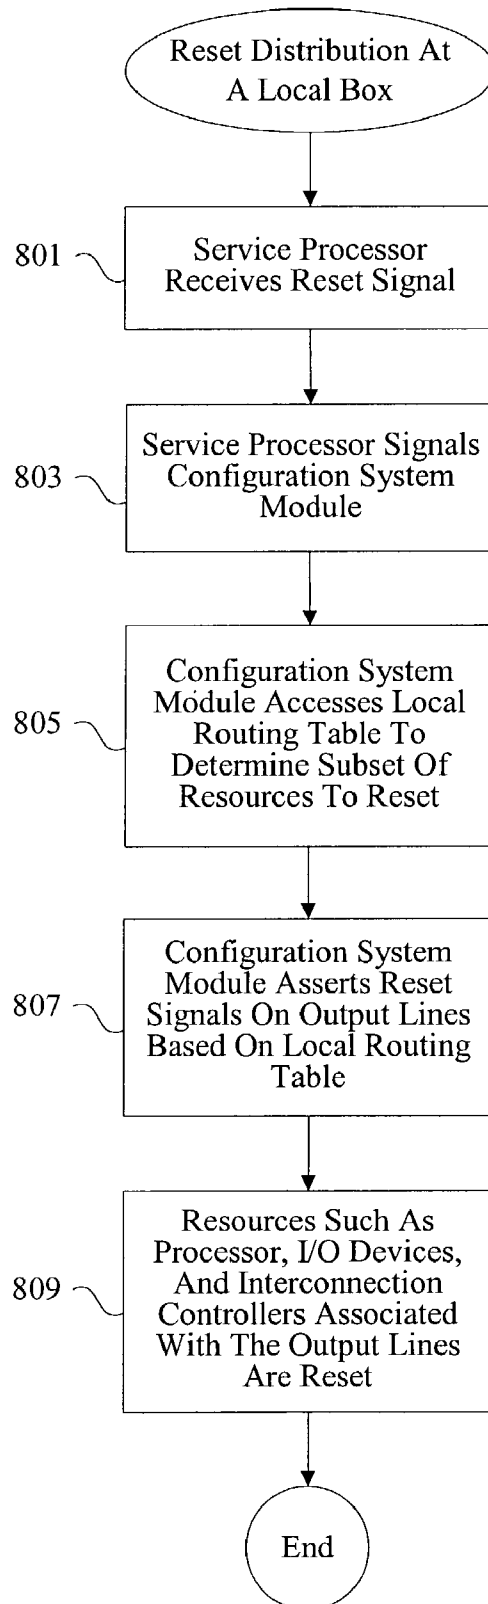 Reset Distribution At
A Local Box
801
Service Processor
Receives Reset Signal
803
Service Processor Signals
Configuration System
Module
805
Configuration System
Module Accesses Local
Routing Table To
Determine Subset Of
Resources To Reset
807
Configuration System
Module Asserts Reset
Signals On Output Lines
Based On Local Routing
Table
809
Resources Such As
Processor, I/O Devices,
And Interconnection
Controllers Associated
With The Output Lines
Are Reset
End